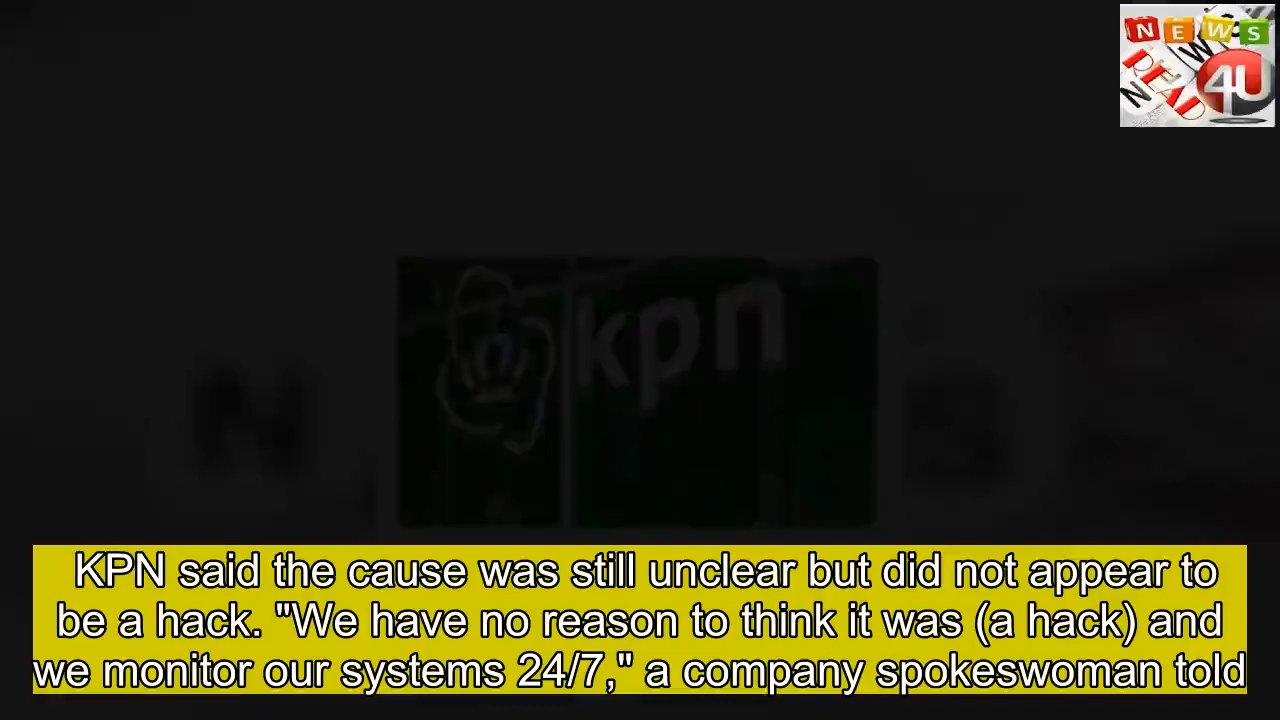 NEWS
READ
4U
kpn
KPN said the cause was still unclear but did not appear to
be a hack. "We have no reason to think it was (a hack) and
we monitor our systems 24/7," a company spokeswoman told